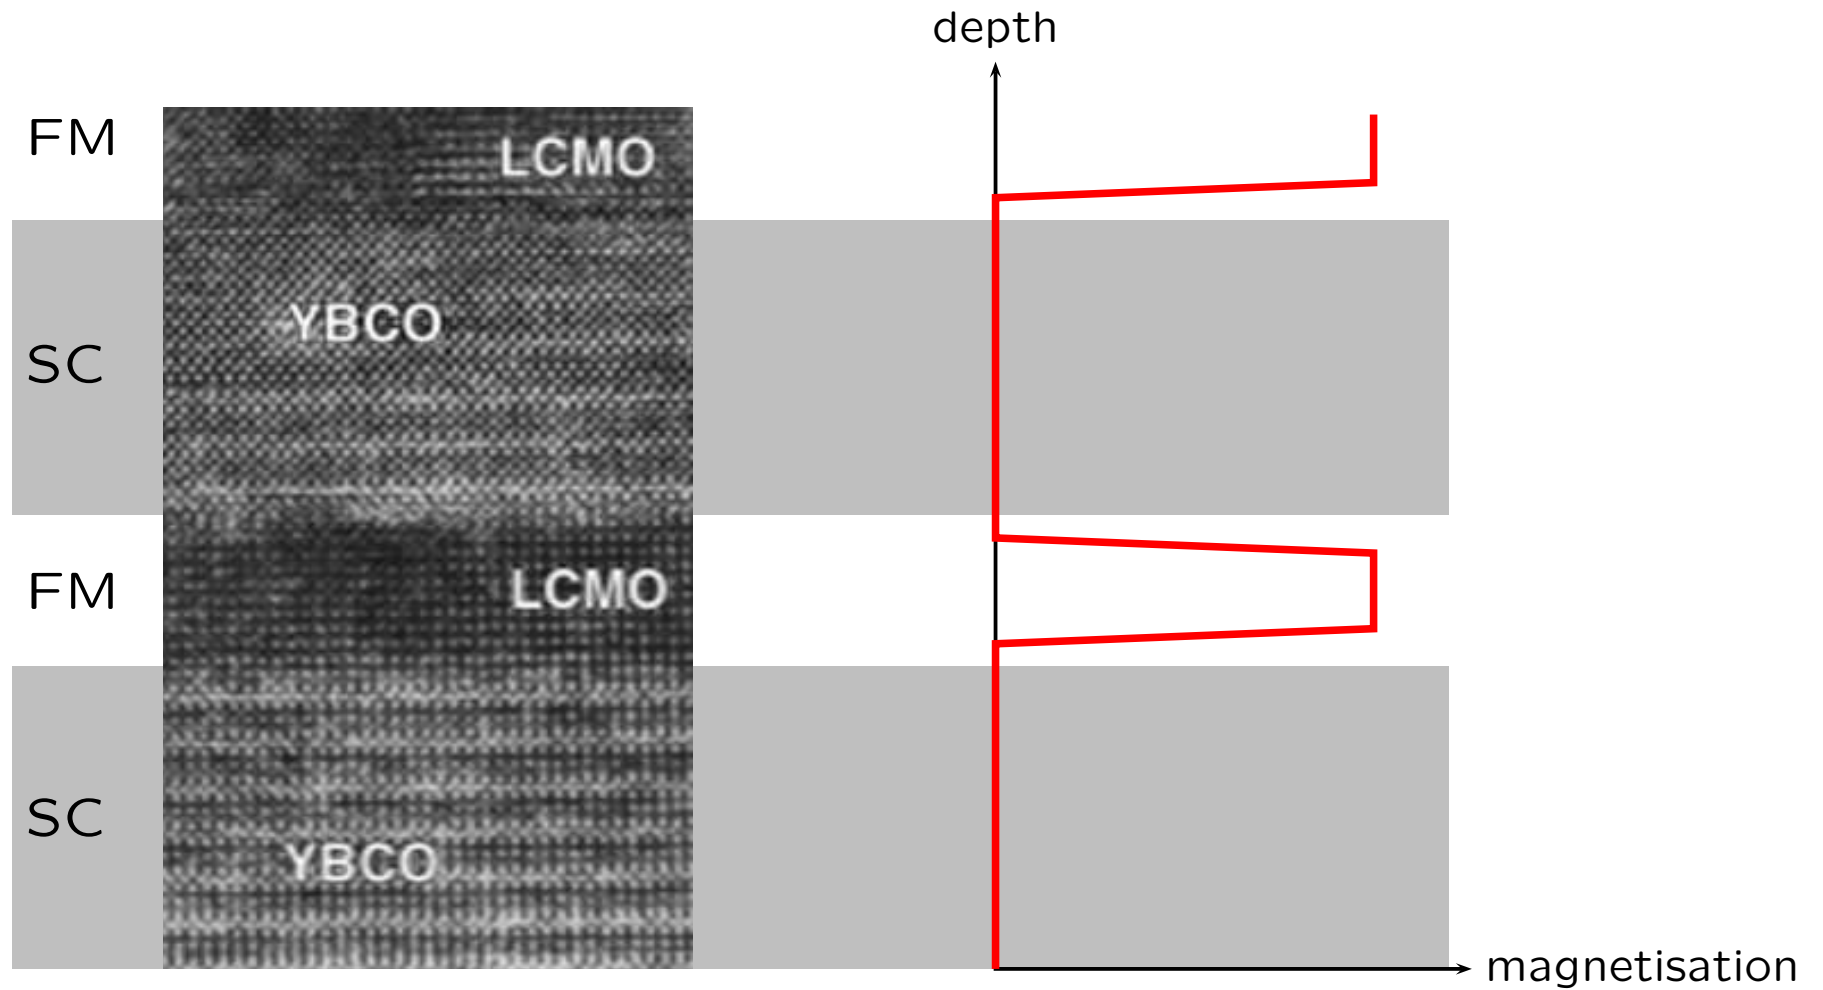 depth
FM
LCMO
YBCO
SC
FM
LCMO
SC
YBCO
magnetisation